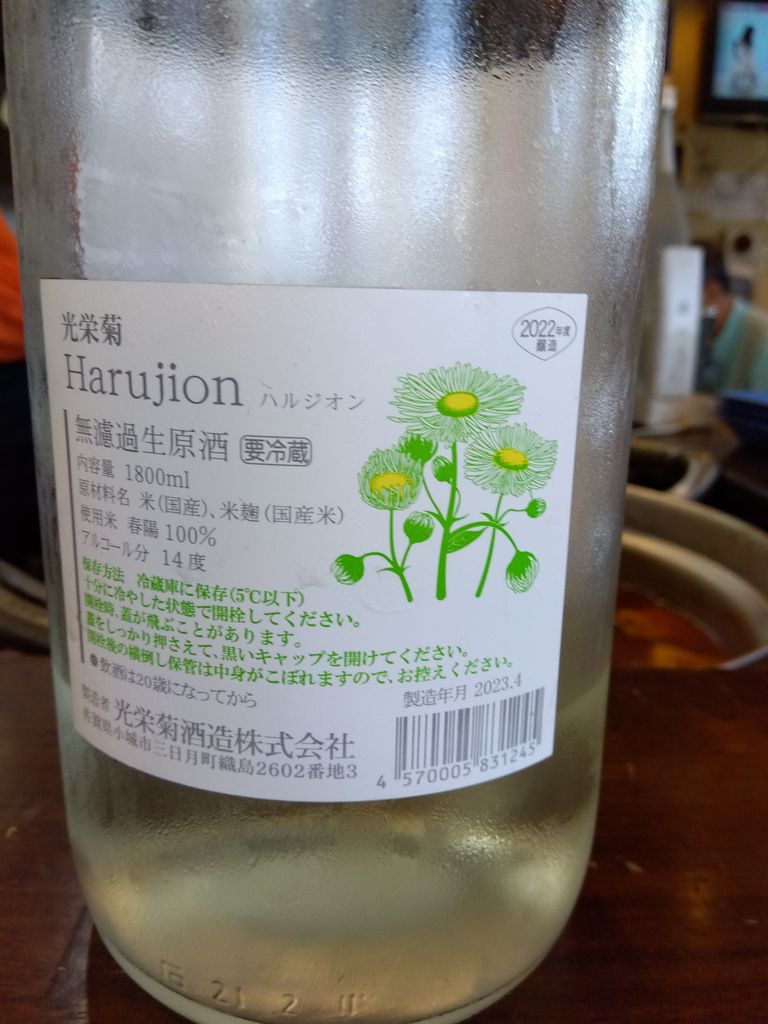 光栄菊
2022年度
醸造
Harujion ハルジオン
無濾過生原酒 要冷蔵
内容量 1800ml
原材料名 米(国産)、米麹(国産米)
使用米 春陽 100%
アルコール分 14度
保存方法 冷蔵庫に保存(5℃以下)
十分に冷やした状態で開栓してください。
開栓時、蓋が飛ぶことがあります。
蓋をしっかり押さえて、黒いキャップを開けてください。
開栓後の横倒し保管は中身がこぼれますので、お控えください。
飲酒は20歳になってから
製造年月 2023.4
製造者 光栄菊酒造株式会社
佐賀県小城市三日月町織島2602番地3
4 570005 831245
21 2